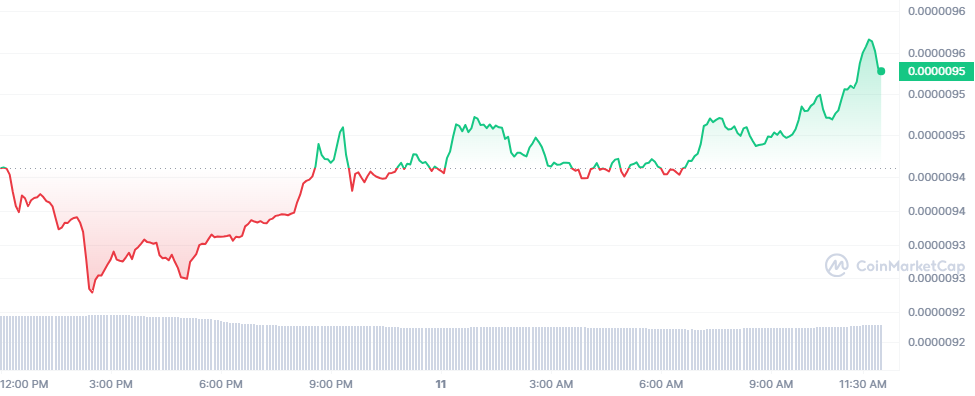 0.0000096
0.0000096
0.0000095
0.0000095
0.0000095
0.0000094
0.0000094
0.0000093
0.0000093
0.0000092
0.0000092
CoinMarketCap
12:00 PM
3:00 PM
6:00 PM
9:00 PM
11
3:00 AM
6:00 AM
9:00 AM
11:30 AM